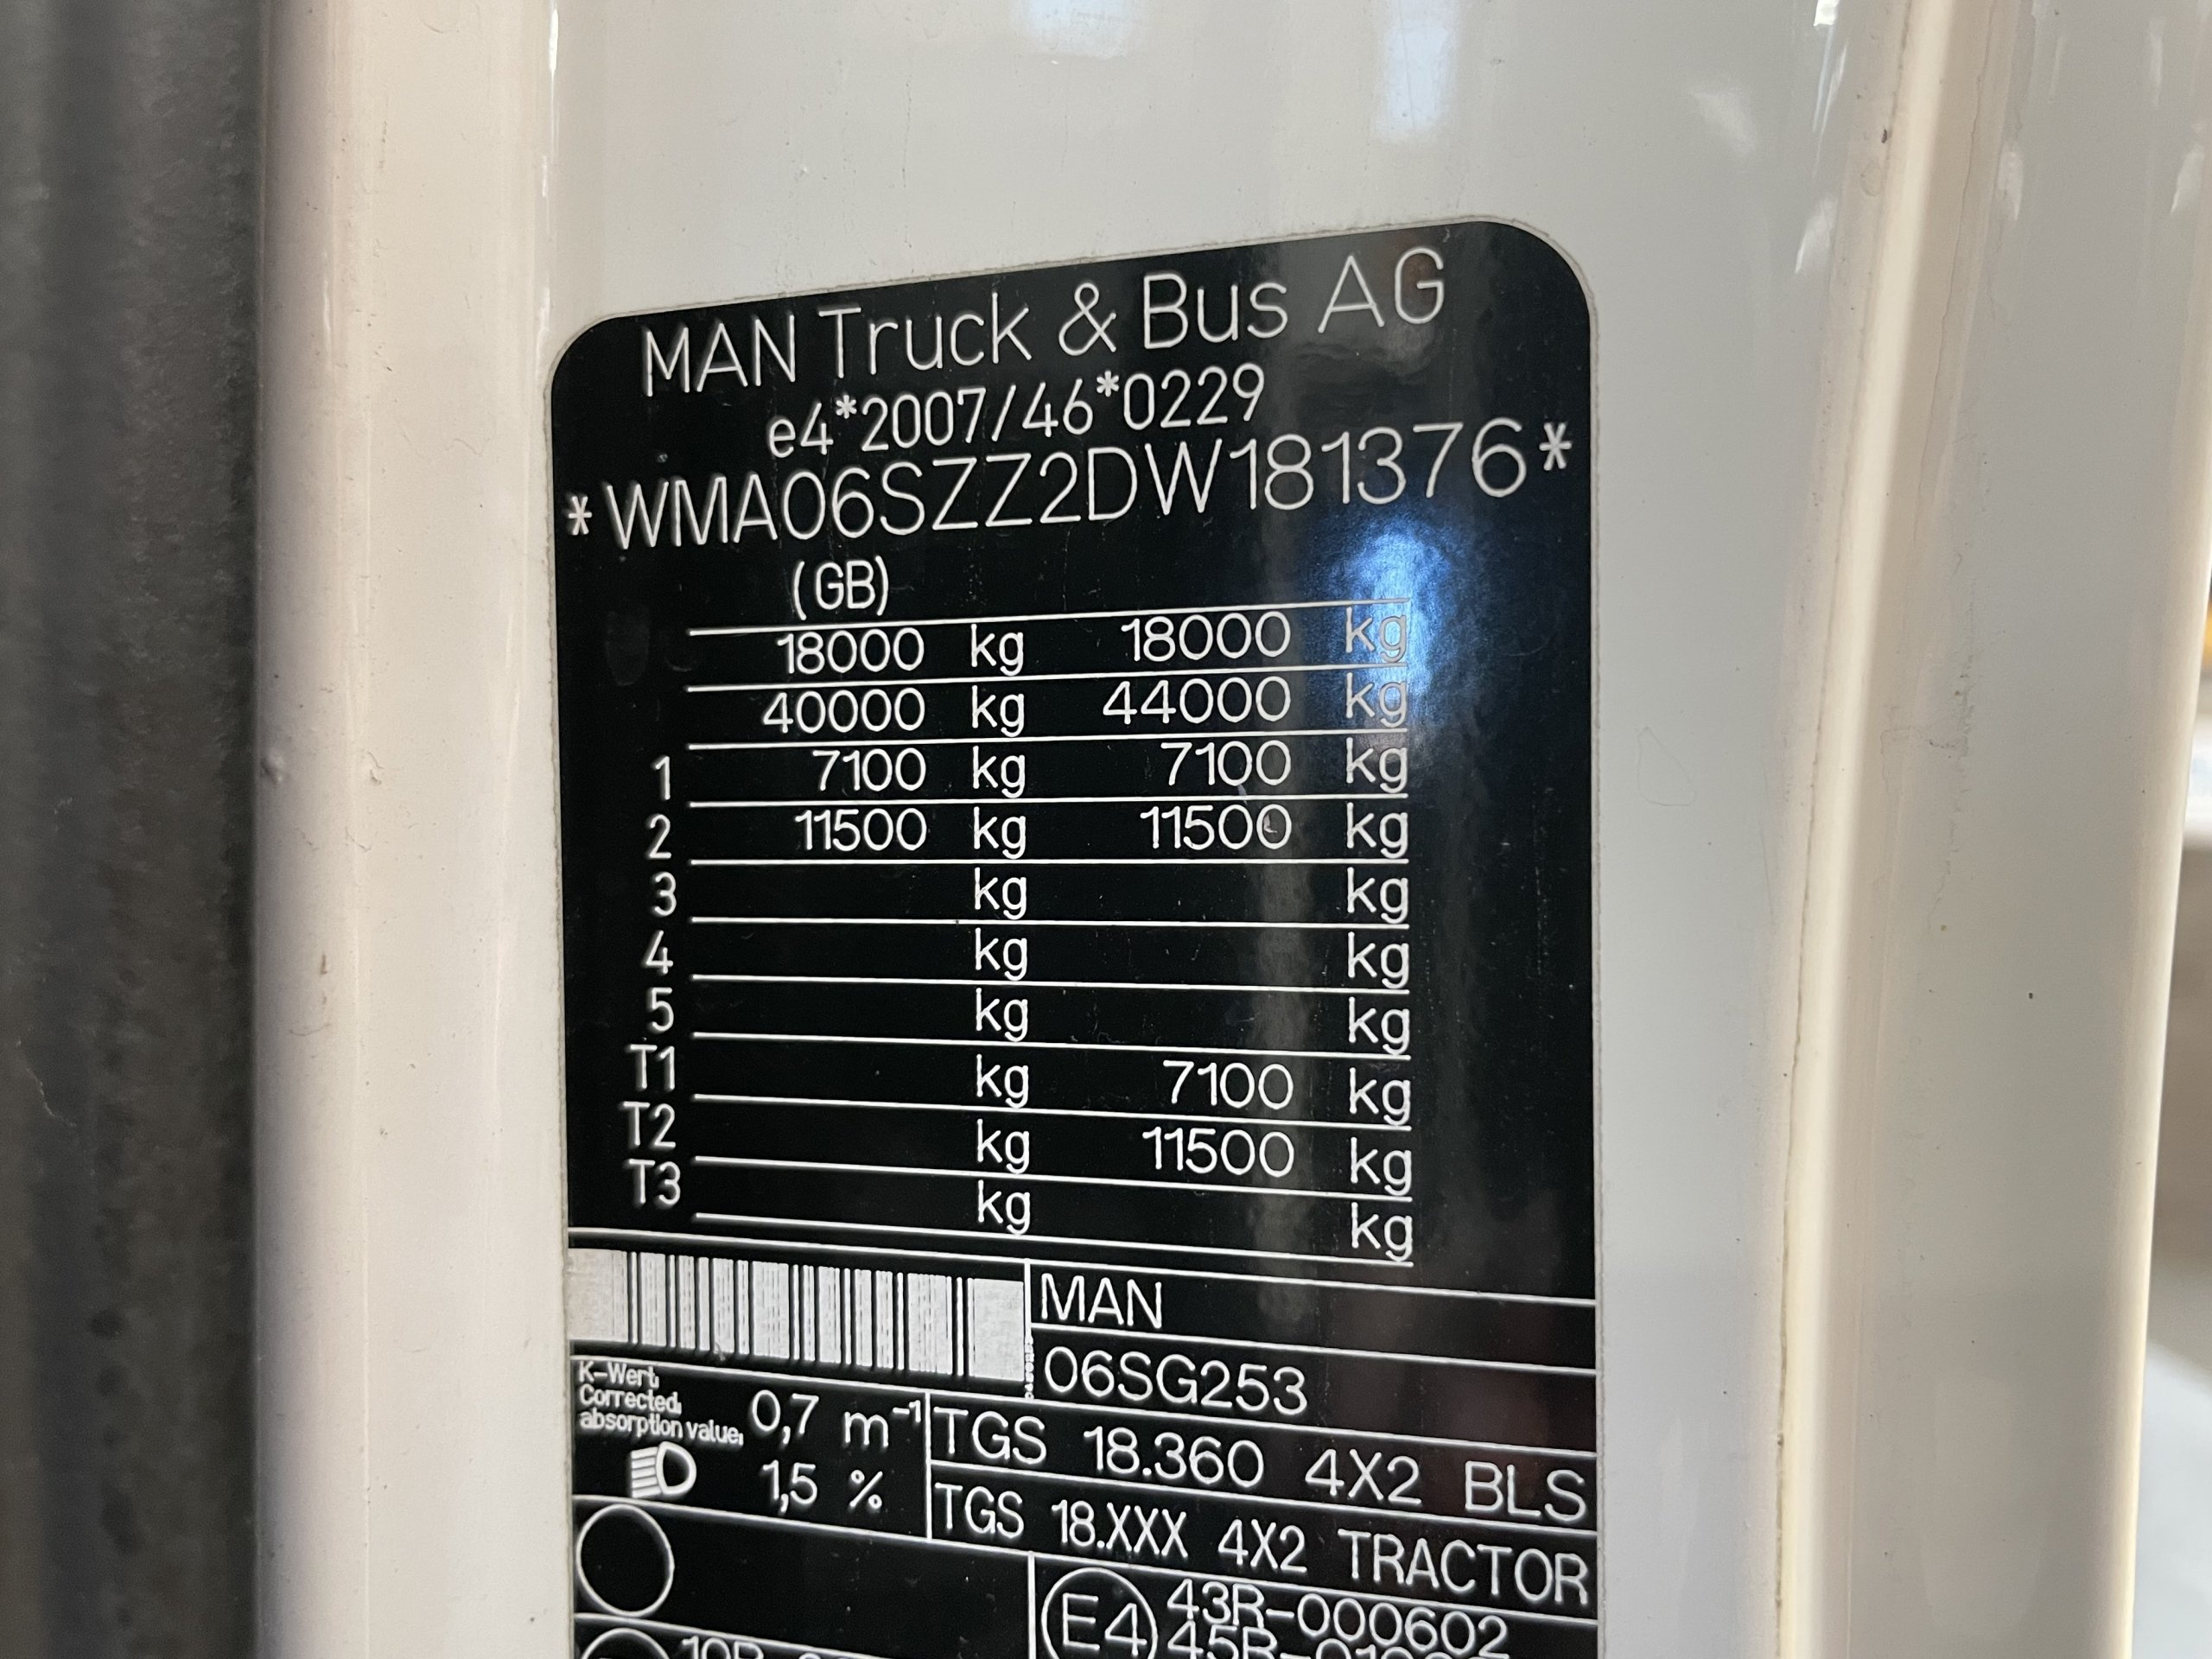 MAN Truck & Bus AG
e4*2007/46*0229
*WMA06SZZ2DW181376*
(GB)
18000 kg 18000 kg
40000 kg 44000 kg
1 7100 kg 7100 kg
2 11500 kg 11500 kg
3 kg kg
4 kg kg
5 kg kg
T1 kg 7100 kg
T2 kg 11500 kg
T3 kg kg
MAN
06SG253
K-Wert,
Corrected,
absorption value,
0,7 m⁻¹
1,5 %
TGS 18.360 4X2 BLS
TGS 18.XXX 4X2 TRACTOR
E4 43R-000602